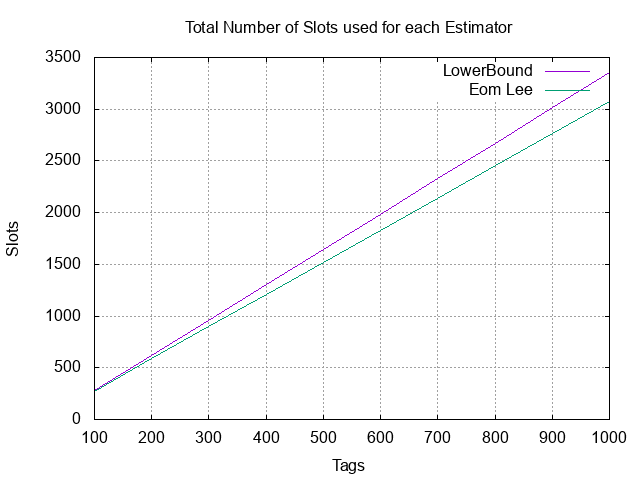 Total Number of Slots used for each Estimator
3500
3000
2500
2000
1500
1000
500
0
LowerBound
Eom Lee
Slots
100 200 300 400 500 600 700 800 900 1000
Tags